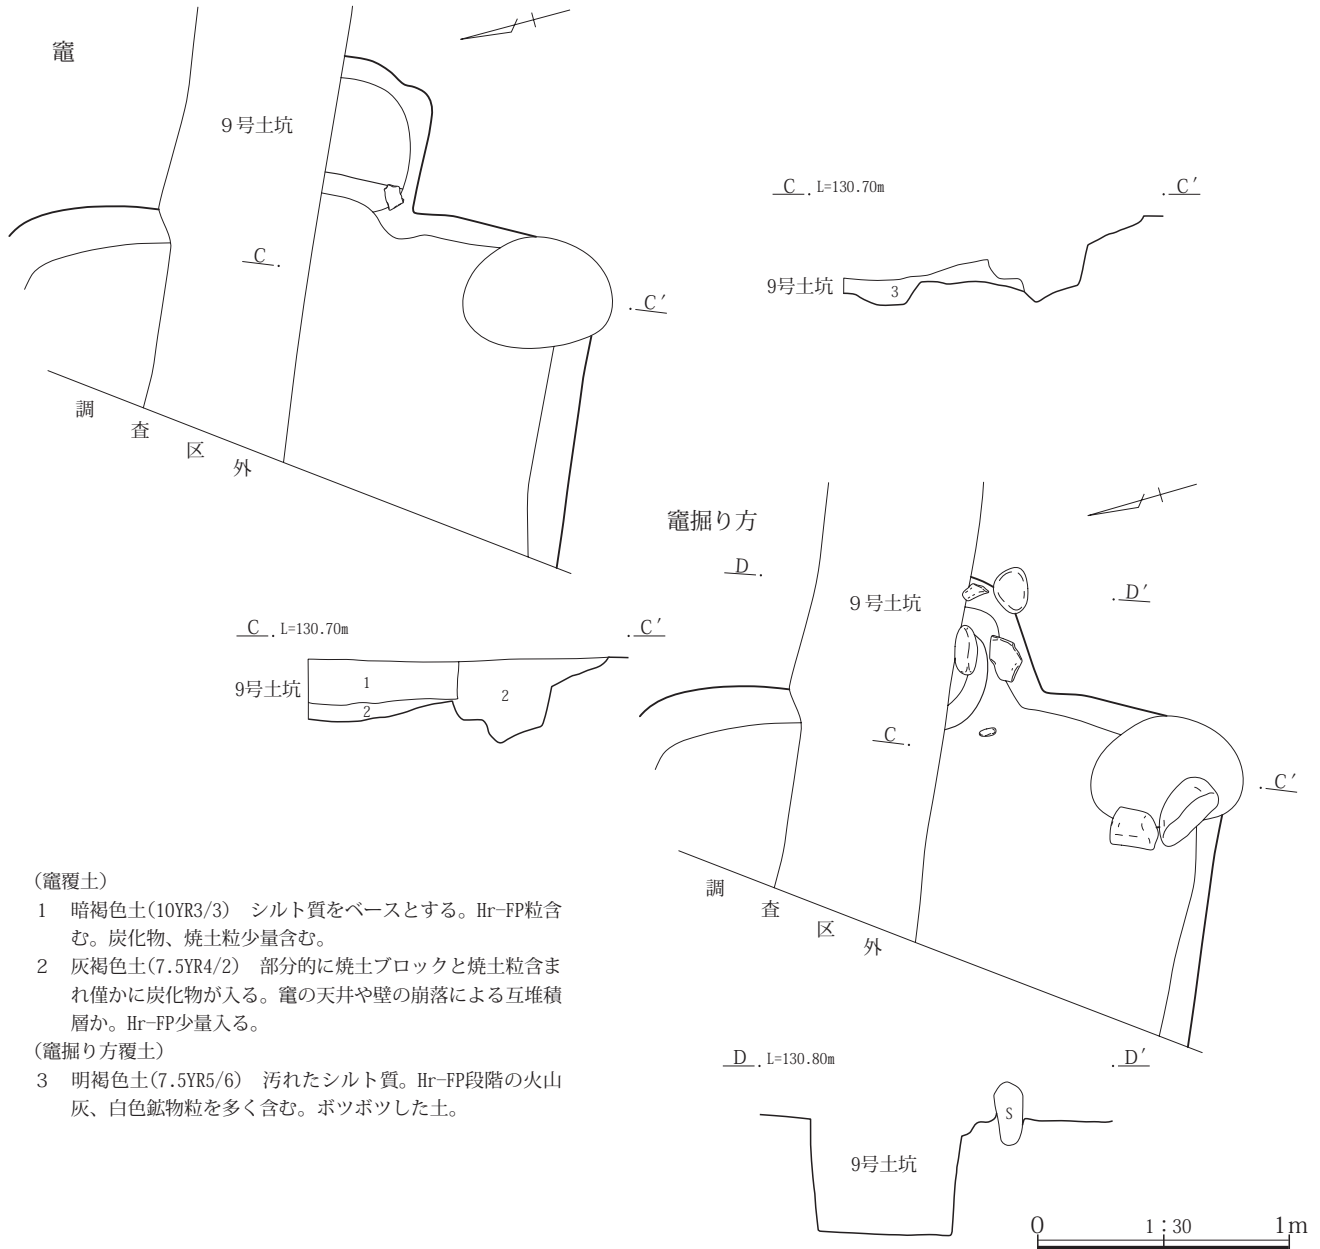 竈
9号土坑
C
C′
調査区外
C L=130.70m C′
9号土坑
3
竈掘り方
D
9号土坑
D′
C
C′
調査区外
C L=130.70m C′
9号土坑
1
2
2
(竈覆土)
1 暗褐色土(10YR3/3) シルト質をベースとする。Hr-FP粒含
む。炭化物、焼土粒少量含む。
2 灰褐色土(7.5YR4/2) 部分的に焼土ブロックと焼土粒含ま
れ僅かに炭化物が入る。竈の天井や壁の崩落による互堆積
層か。Hr-FP少量入る。
(竈掘り方覆土)
3 明褐色土(7.5YR5/6) 汚れたシルト質。Hr-FP段階の火山
灰、白色鉱物粒を多く含む。ボツボツした土。
D L=130.80m D′
S
9号土坑
0 1:30 1m